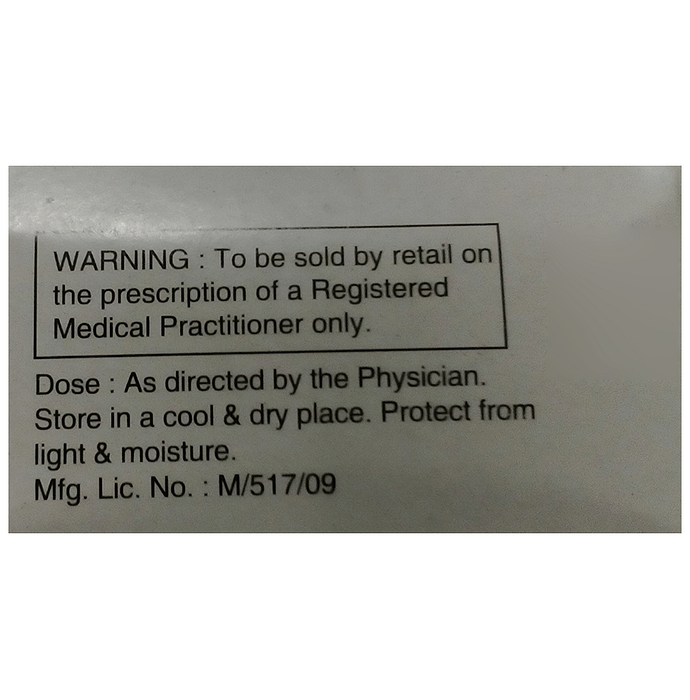 WARNING : To be sold by retail on
the prescription of a Registered
Medical Practitioner only.
Dose : As directed by the Physician.
Store in a cool & dry place. Protect from
light & moisture.
Mfg. Lic. No. : M/517/09